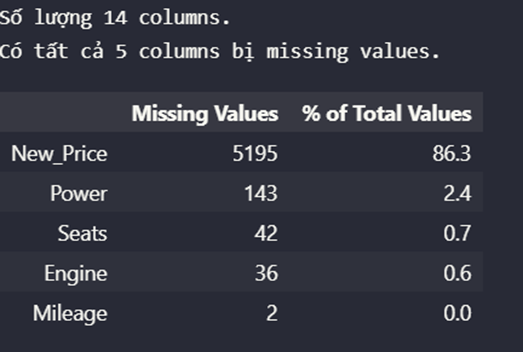 Số lượng 14 columns.
Có tất cả 5 columns bị missing values.
Missing Values % of Total Values
New_Price 5195 86.3
Power 143 2.4
Seats 42 0.7
Engine 36 0.6
Mileage 2 0.0